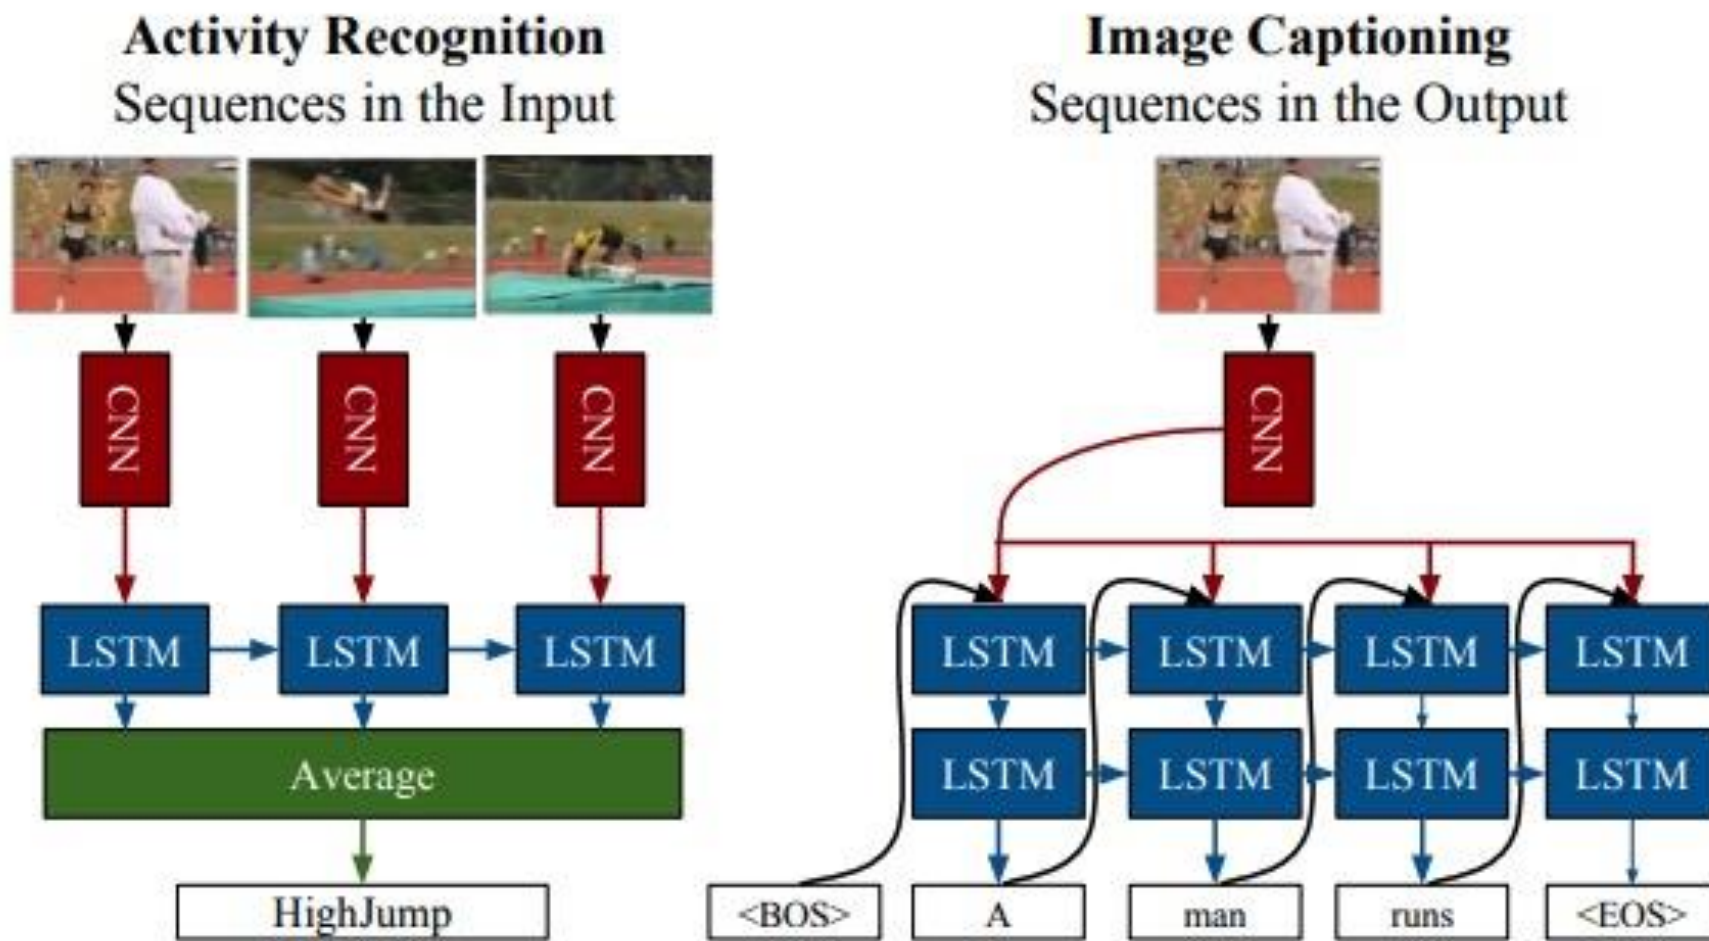 Activity Recognition
Sequences in the Input
CNN
CNN
CNN
LSTM
LSTM
LSTM
Average
HighJump
Image Captioning
Sequences in the Output
CNN
LSTM
LSTM
LSTM
LSTM
LSTM
LSTM
LSTM
LSTM
<BOS>
A
man
runs
<EOS>